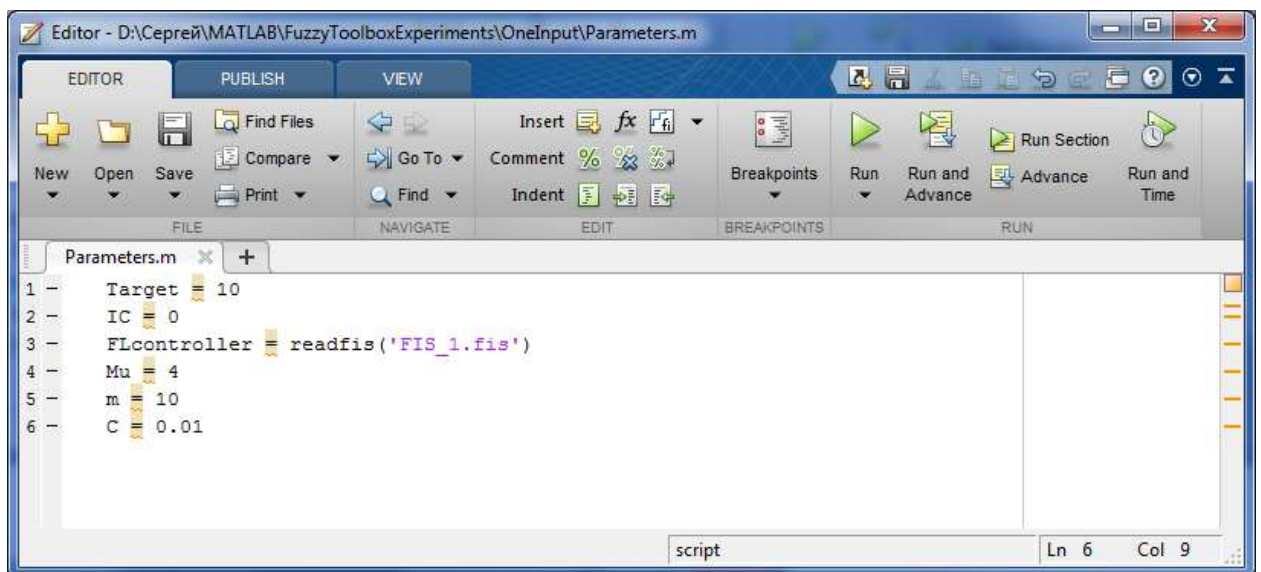 Editor - D:\Сергей\MATLAB\FuzzyToolboxExperiments\OneInput\Parameters.m
EDITOR PUBLISH VIEW
New Open Save Find Files Compare Print
FILE
Go To Find
NAVIGATE
Insert fx fi
Comment % % %
Indent
EDIT
Breakpoints
BREAKPOINTS
Run Run and Advance Run Section Advance Run and Time
RUN
Parameters.m +
1 - Target = 10
2 - IC = 0
3 - FLcontroller = readfis('FIS_1.fis')
4 - Mu = 4
5 - m = 10
6 - C = 0.01
script Ln 6 Col 9